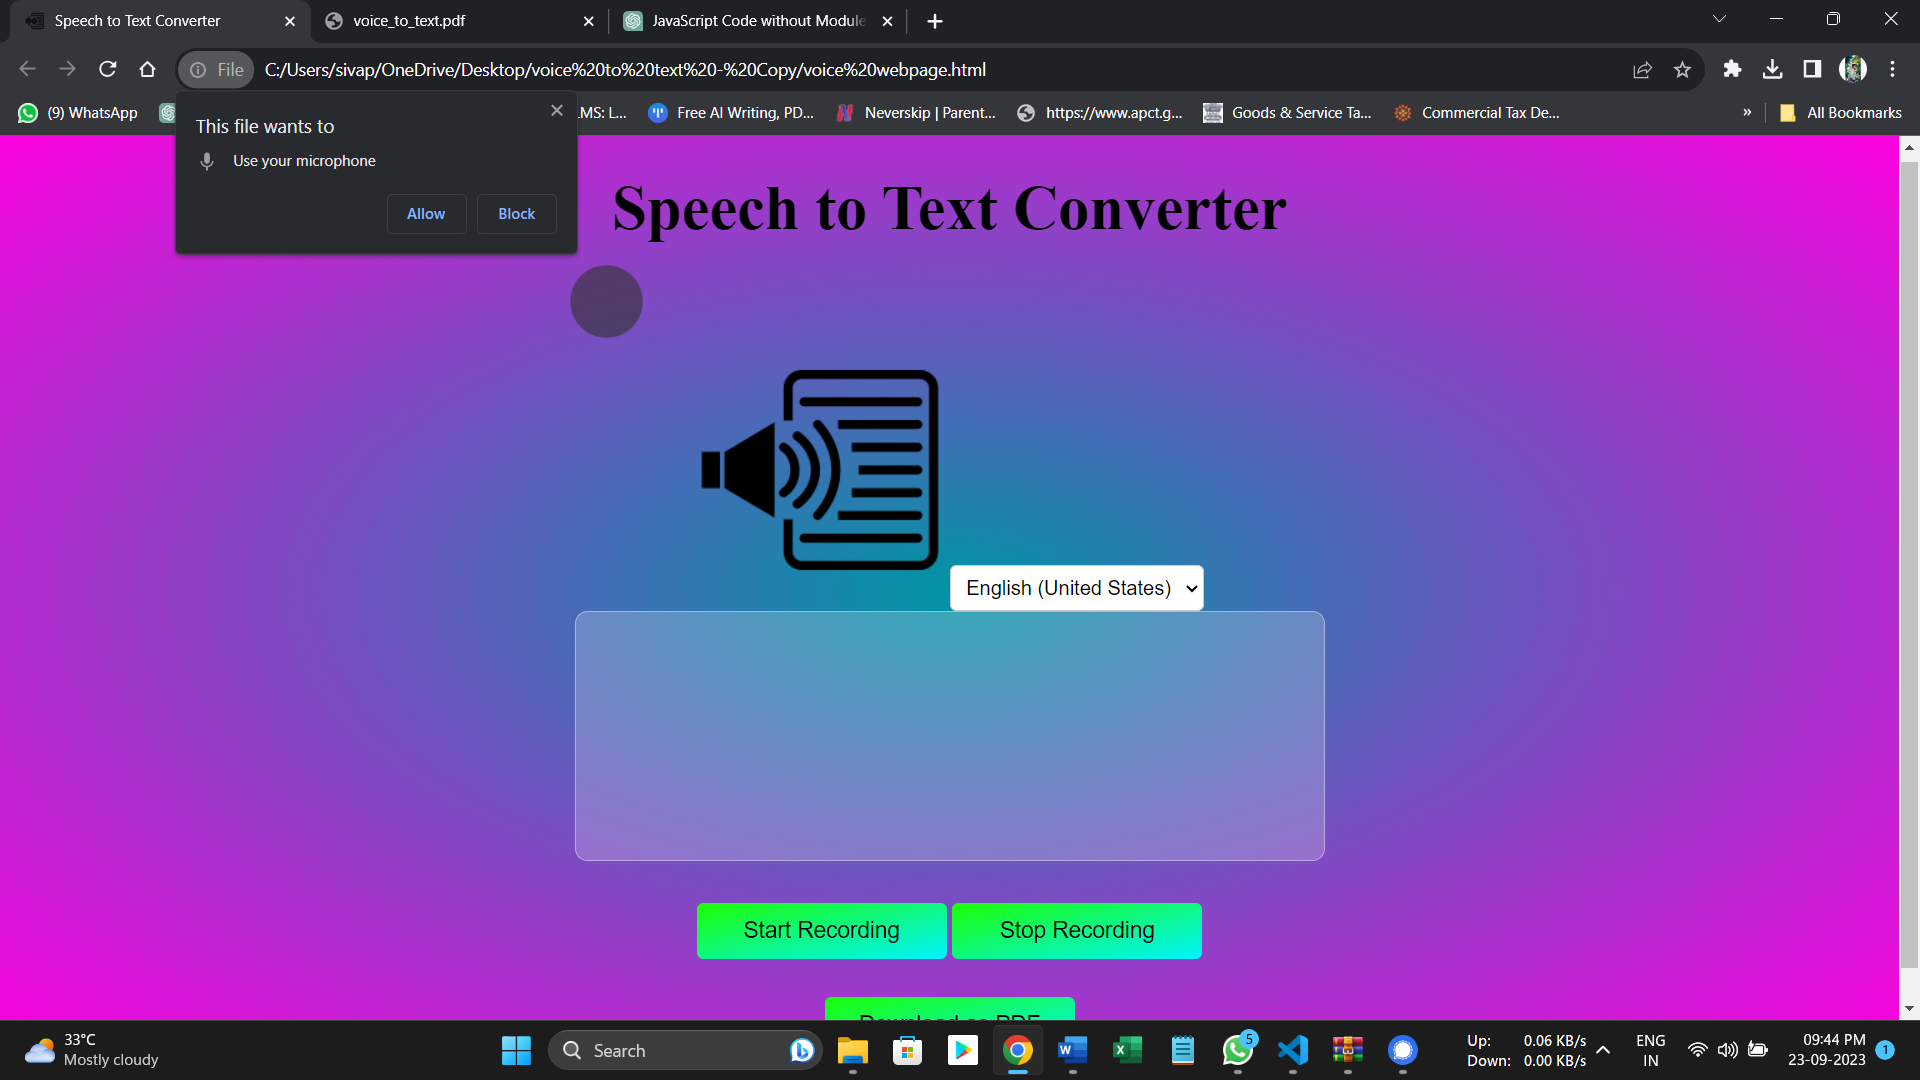 Speech to Text Converter
voice_to_text.pdf
JavaScript Code without Module
File
C:/Users/sivap/OneDrive/Desktop/voice%20to%20text%20-%20Copy/voice%20webpage.html
(9) WhatsApp
LMS: L...
Free AI Writing, PD...
Neverskip | Parent...
https://www.apct.g...
Goods & Service Ta...
Commercial Tax De...
»
All Bookmarks
This file wants to
Use your microphone
Allow
Block
Speech to Text Converter
English (United States)
Start Recording
Stop Recording
Download as PDF
33°C
Mostly cloudy
Search
5
Up: 0.06 KB/s
Down: 0.00 KB/s
ENG
IN
09:44 PM
23-09-2023
1